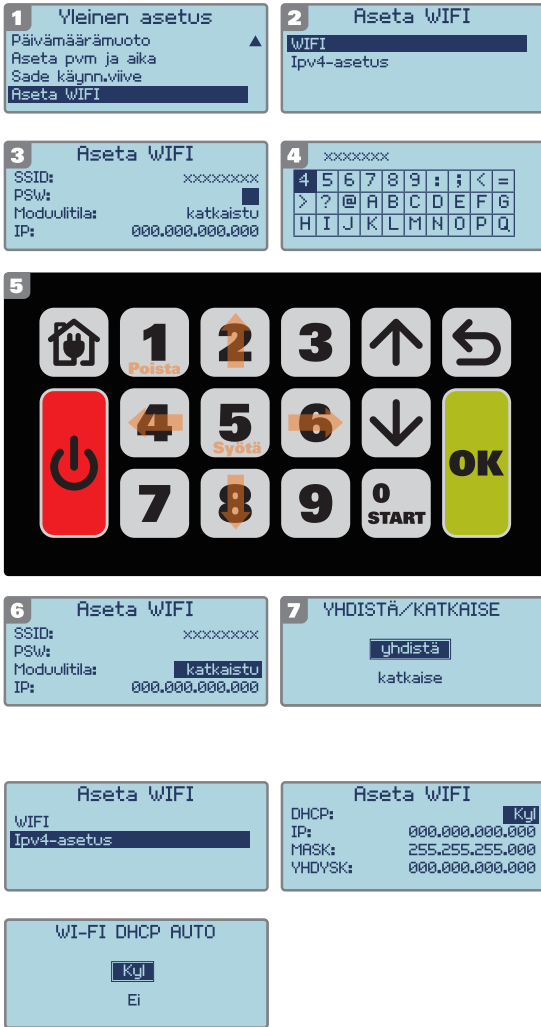 1 Yleinen asetus
Päivämäärämuoto
Aseta pvm ja aika
Sade käynn.viive
Aseta WIFI
2 Aseta WIFI
WIFI
Ipv4-asetus
3 Aseta WIFI
SSID: xxxxxxxx
PSW:
Moduulitila: katkaistu
IP: 000.000.000.000
4 xxxxxxx
4 5 6 7 8 9 : ; < =
> ? @ A B C D E F G
H I J K L M N O P Q
5
1 2 3
Poista
4 5 6
Syötä
OK
7 8 9 0
START
6 Aseta WIFI
SSID: xxxxxxxx
PSW:
Moduulitila: katkaistu
IP: 000.000.000.000
7 YHDISTÄ/KATKAISE
yhdistä
katkaise
Aseta WIFI
WIFI
Ipv4-asetus
Aseta WIFI
DHCP: Kyl
IP: 000.000.000.000
MASK: 255.255.255.000
YHDYSK: 000.000.000.000
WI-FI DHCP AUTO
Kyl
Ei